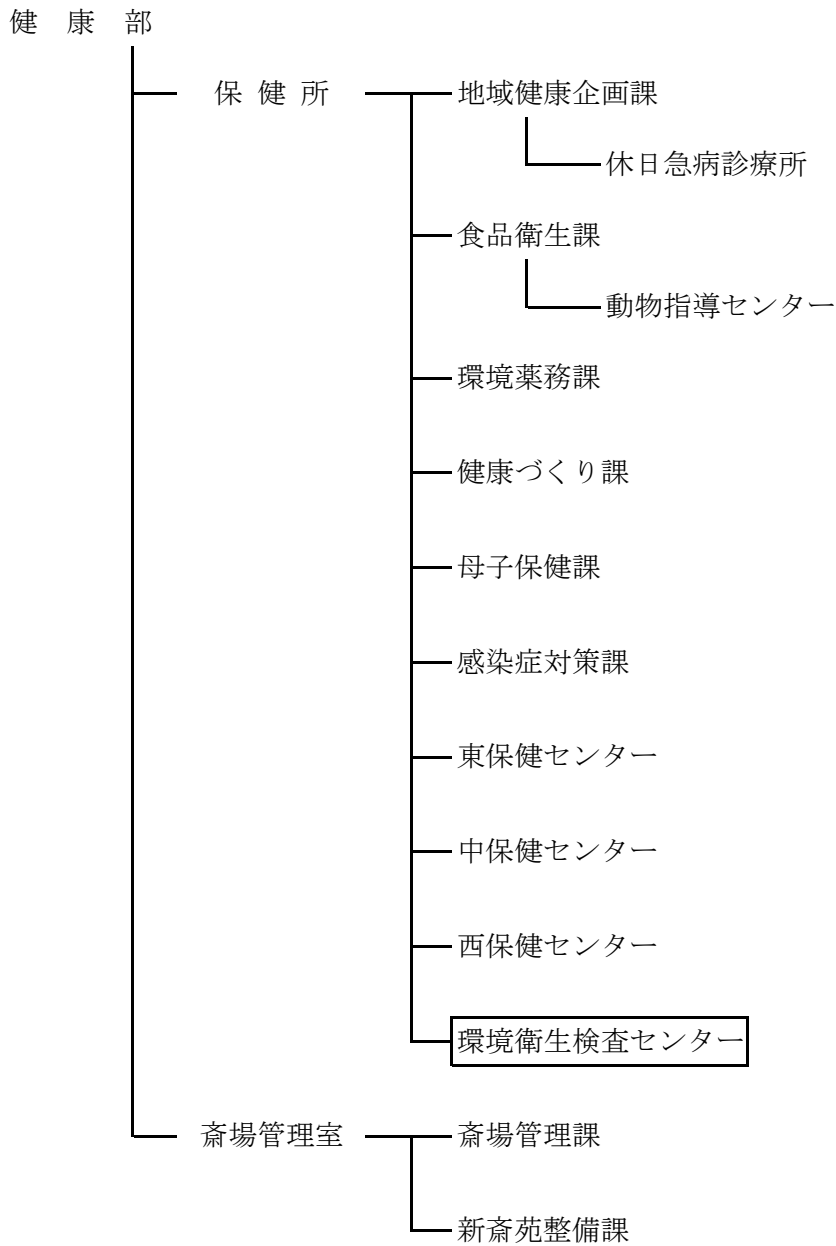 健 康 部
保 健 所
地域健康企画課
休日急病診療所
食品衛生課
動物指導センター
環境薬務課
健康づくり課
母子保健課
感染症対策課
東保健センター
中保健センター
西保健センター
環境衛生検査センター
斎場管理室
斎場管理課
新斎苑整備課